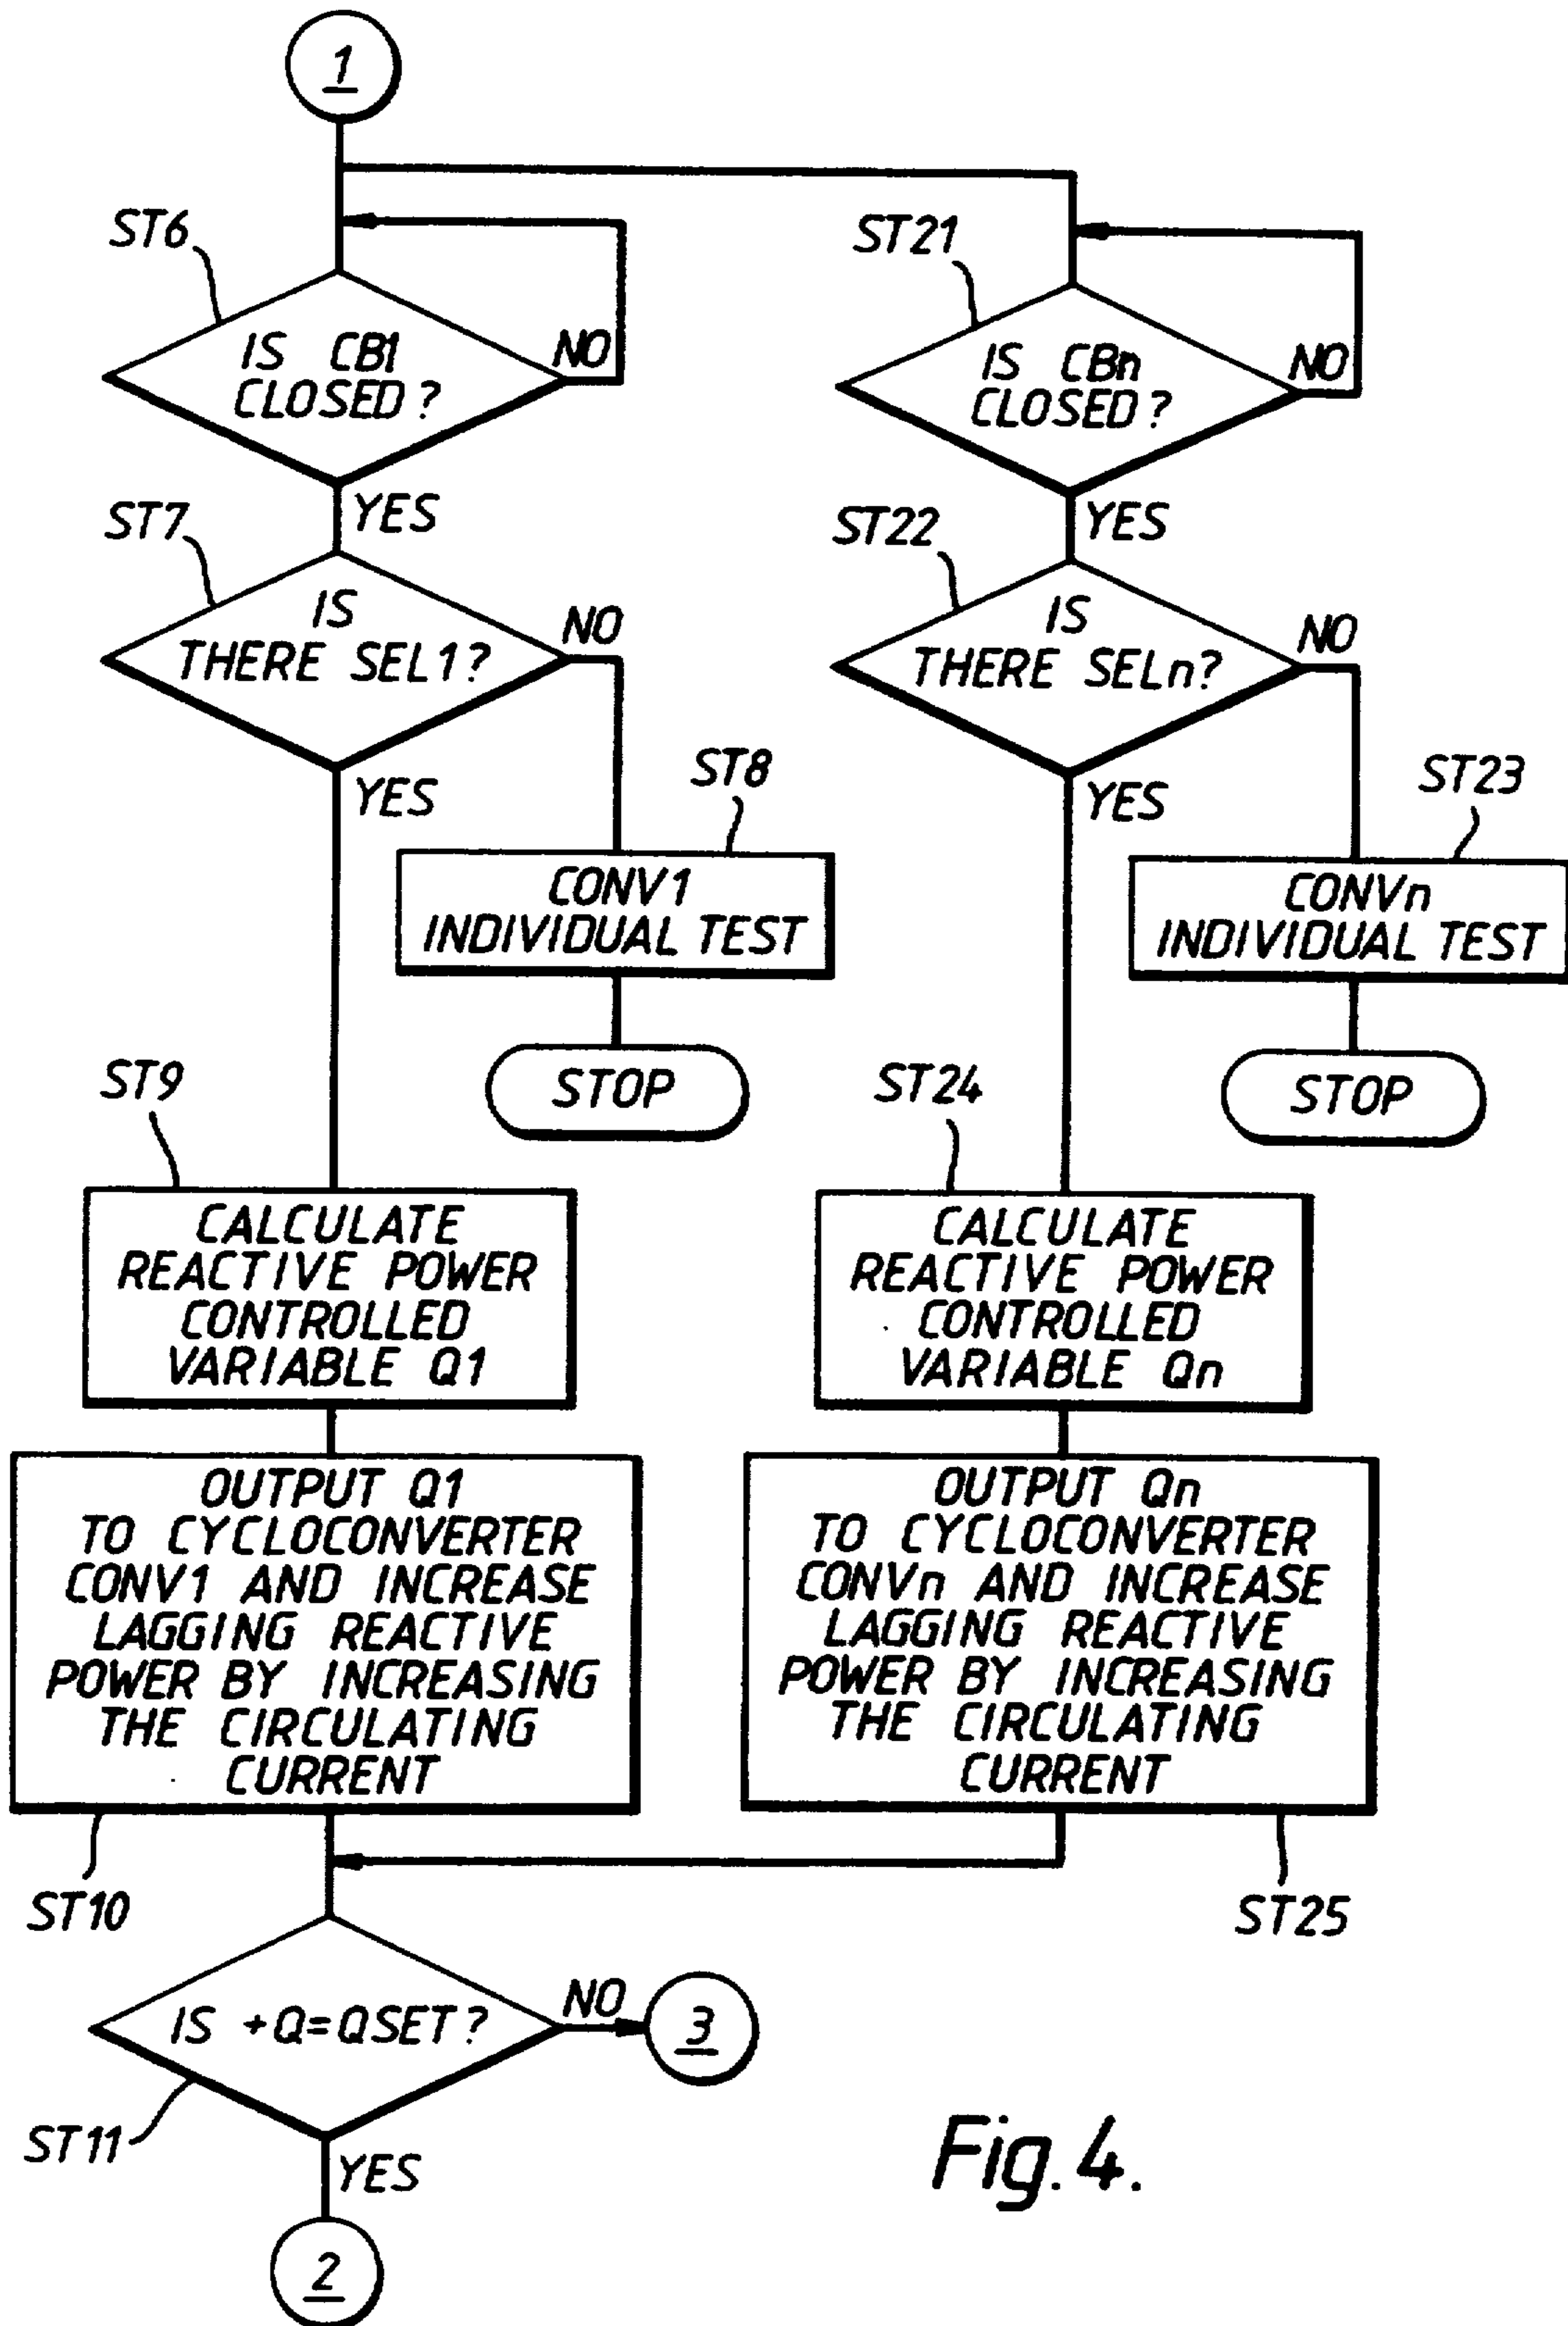 1
ST6
IS CB1
CLOSED?
NO
YES
ST21
IS CBn
CLOSED?
NO
YES
ST7
IS
THERE SEL1?
NO
YES
ST22
IS
THERE SELn?
NO
YES
ST8
CONV1
INDIVIDUAL TEST
STOP
ST23
CONVn
INDIVIDUAL TEST
STOP
ST9
CALCULATE
REACTIVE POWER
CONTROLLED
VARIABLE Q1
ST24
CALCULATE
REACTIVE POWER
CONTROLLED
VARIABLE Qn
OUTPUT Q1
TO CYCLOCONVERTER
CONV1 AND INCREASE
LAGGING REACTIVE
POWER BY INCREASING
THE CIRCULATING
CURRENT
ST10
OUTPUT Qn
TO CYCLOCONVERTER
CONVn AND INCREASE
LAGGING REACTIVE
POWER BY INCREASING
THE CIRCULATING
CURRENT
ST25
IS +Q=QSET?
NO
3
ST11
YES
2
Fig.4.